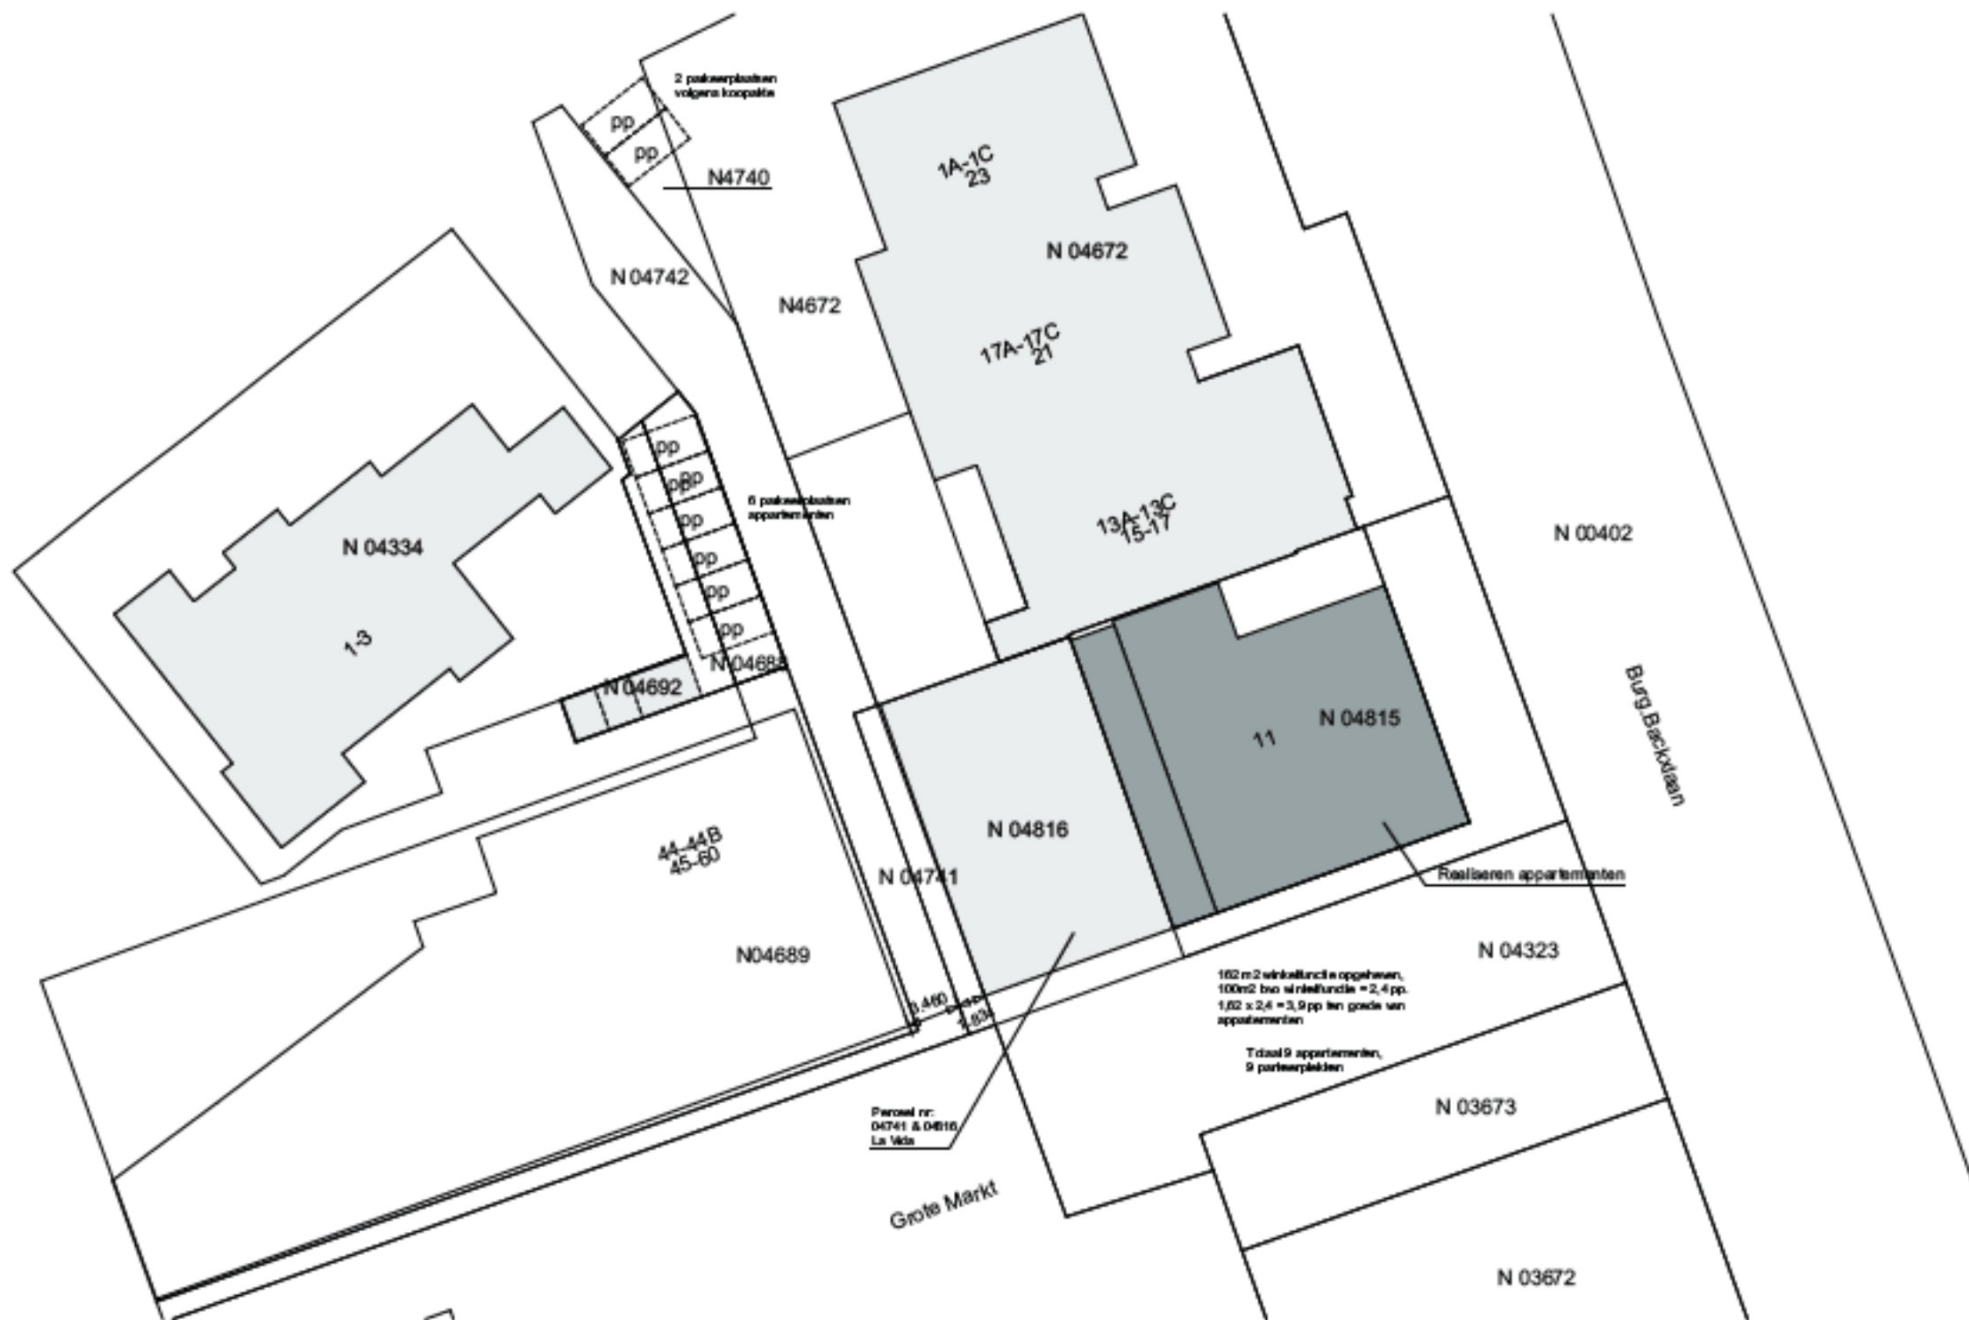 2 parkeerplaatsen
volgens koopakte
pp
pp
N4740
1A-1C
23
N 04672
N 04742
N4672
17A-17C
21
pp
pp
pp
pp
pp
pp
pp
6 parkeerplaatsen
appartementen
13A-13C
15-17
N 00402
N 04334
1-3
N 04688
N 04692
Burg.Backxlaan
N 04815
11
N 04816
44-44B
45-60
N 04741
Realiseren appartementen
N04689
N 04323
162 m2 winkelfunctie opgeheven,
100m2 bvo winkelfunctie = 2,4 pp.
1,62 x 2,4 = 3,9 pp ten goede van
appartementen
3.460
Totaal 9 appartementen,
9 parkeerplekken
Perceel nr:
04741 & 04816
La Vida
N 03673
Grote Markt
N 03672